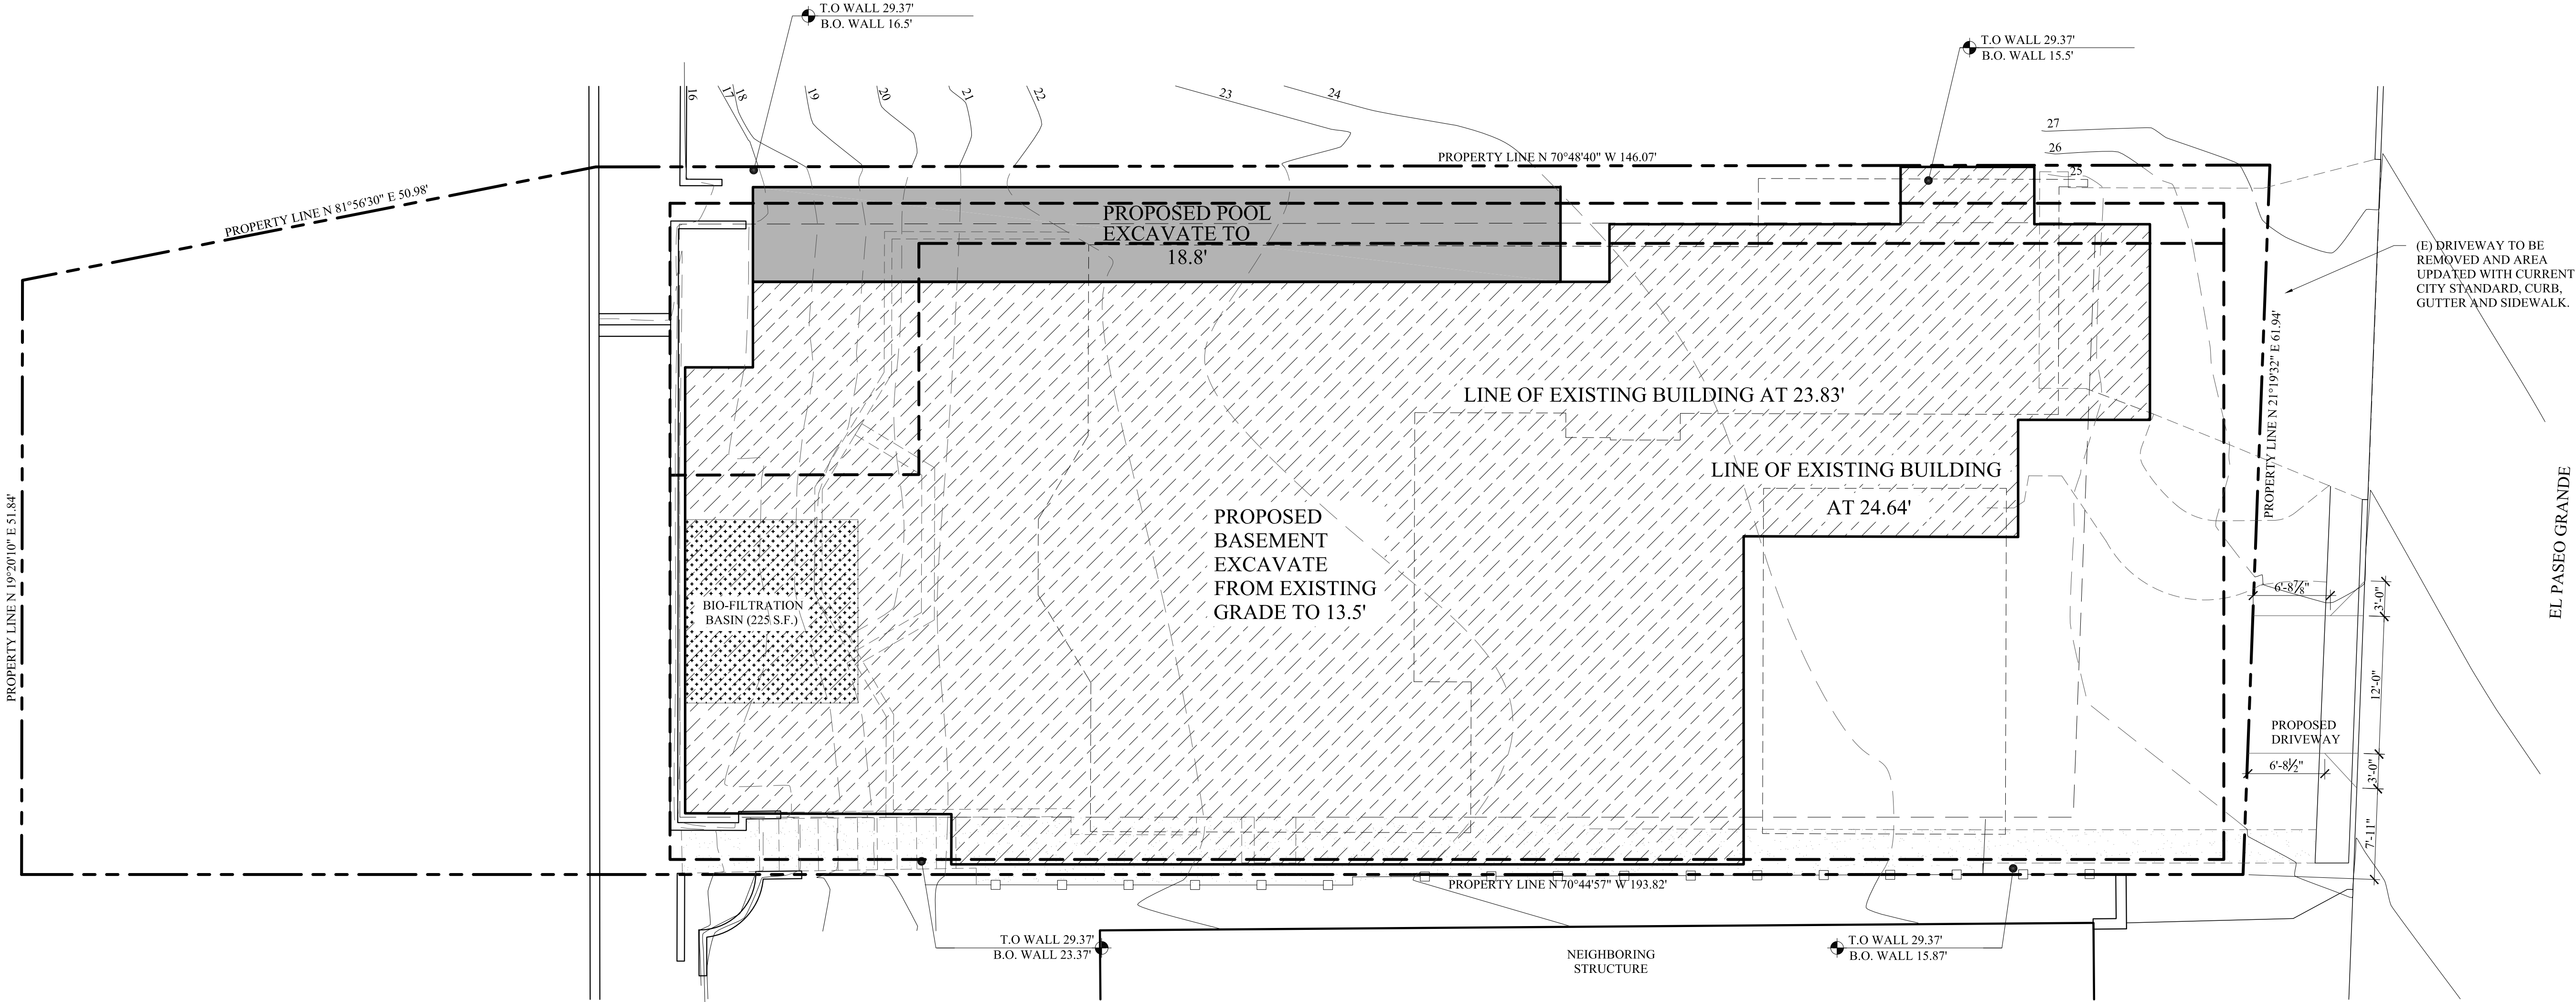 T.O WALL 29.37'
B.O. WALL 16.5'
T.O WALL 29.37'
B.O. WALL 15.5'
16
17
18
19
20
21
22
23
24
27
26
25
PROPERTY LINE N 70°48'40" W 146.07'
PROPERTY LINE N 81°56'30" E 50.98'
PROPOSED POOL
EXCAVATE TO
18.8'
(E) DRIVEWAY TO BE
REMOVED AND AREA
UPDATED WITH CURRENT
CITY STANDARD, CURB,
GUTTER AND SIDEWALK.
PROPERTY LINE N 21°19'32" E 61.94'
LINE OF EXISTING BUILDING AT 23.83'
LINE OF EXISTING BUILDING
AT 24.64'
EL PASEO GRANDE
PROPERTY LINE N 19°20'10" E 51.84'
PROPOSED
BASEMENT
EXCAVATE
FROM EXISTING
GRADE TO 13.5'
BIO-FILTRATION
BASIN (225 S.F.)
6'-8⅞"
3'-0"
12'-0"
PROPOSED
DRIVEWAY
6'-8½"
3'-0"
7'-11"
PROPERTY LINE N 70°44'57" W 193.82'
T.O WALL 29.37'
B.O. WALL 23.37'
NEIGHBORING
STRUCTURE
T.O WALL 29.37'
B.O. WALL 15.87'